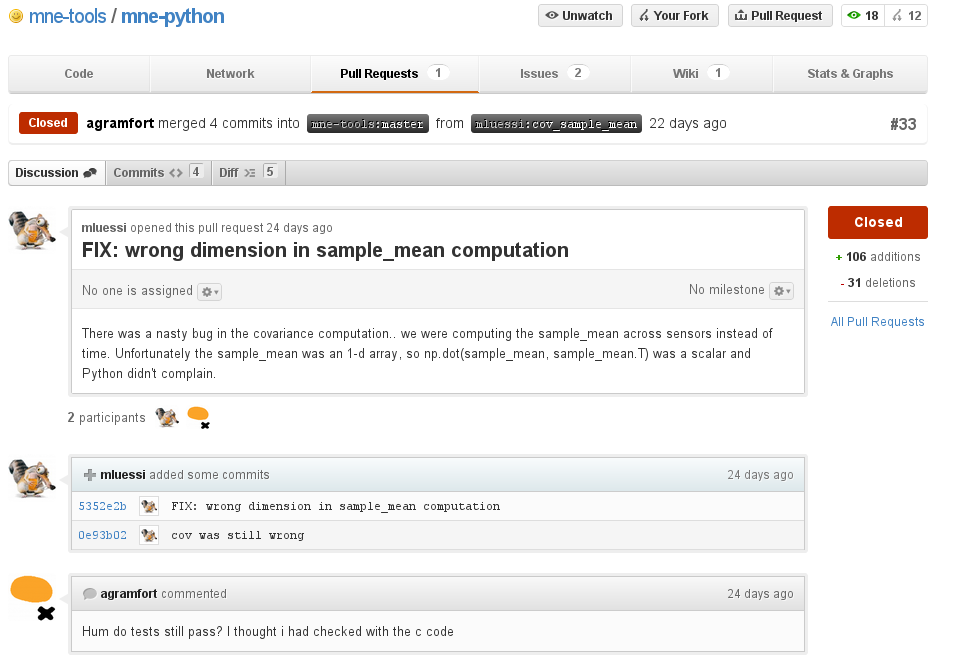 mne-tools / mne-python
Unwatch
Your Fork
Pull Request
18
12
Code
Network
Pull Requests 1
Issues 2
Wiki 1
Stats & Graphs
Closed agramfort merged 4 commits into mne-tools:master from mluessi:cov_sample_mean 22 days ago #33
Discussion
Commits <> 4
Diff 5
mluessi opened this pull request 24 days ago
FIX: wrong dimension in sample_mean computation
No one is assigned
No milestone
There was a nasty bug in the covariance computation.. we were computing the sample_mean across sensors instead of
time. Unfortunately the sample_mean was an 1-d array, so np.dot(sample_mean, sample_mean.T) was a scalar and
Python didn't complain.
Closed
+ 106 additions
- 31 deletions
All Pull Requests
2 participants
mluessi added some commits 24 days ago
5352e2b FIX: wrong dimension in sample_mean computation
0e93b02 cov was still wrong
agramfort commented 24 days ago
Hum do tests still pass? I thought i had checked with the c code